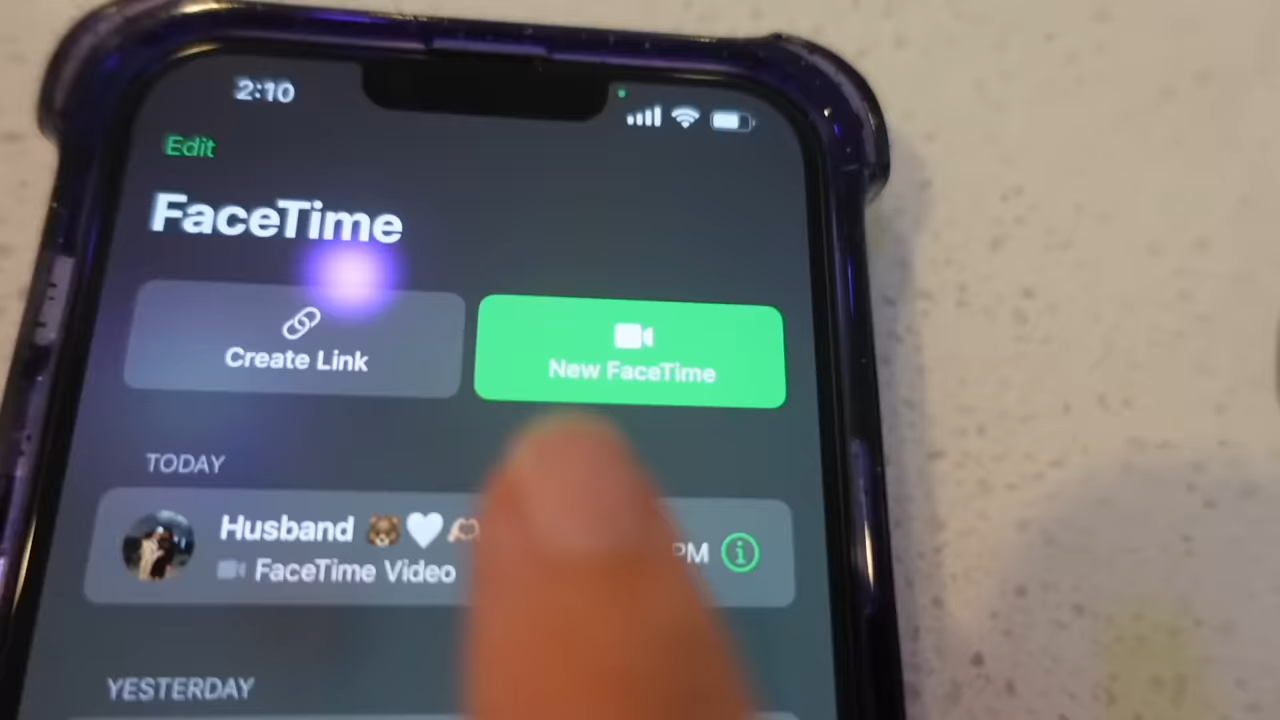 2:10
Edit
FaceTime
Create Link
New FaceTime
TODAY
Husband 🐻🤍🫶
FaceTime Video
PM
YESTERDAY